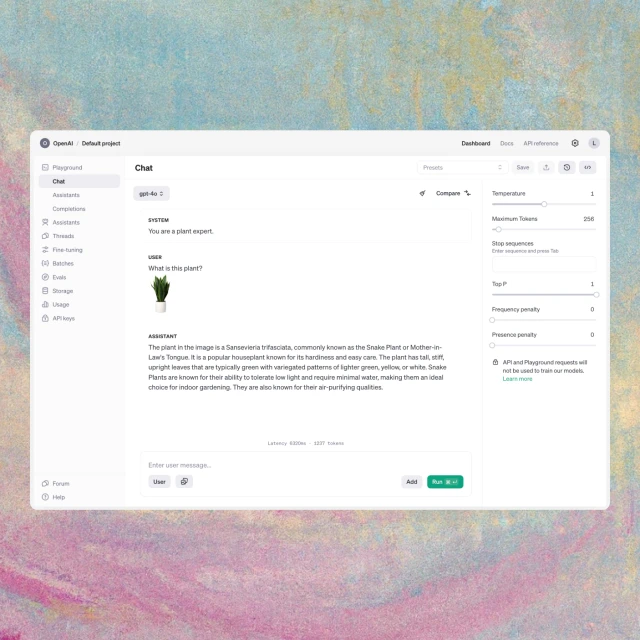 OpenAI / Default project
Dashboard Docs API reference L
Playground
Chat
Assistants
Completions
Assistants
Threads
Fine-tuning
Batches
Evals
Storage
Usage
API keys
Forum
Help
Chat
Presets
Save
gpt-4o
Compare
SYSTEM
You are a plant expert.
USER
What is this plant?
ASSISTANT
The plant in the image is a Sansevieria trifasciata, commonly known as the Snake Plant or Mother-in-
Law's Tongue. It is a popular houseplant known for its hardiness and easy care. The plant has tall, stiff,
upright leaves that are typically green with variegated patterns of lighter green, yellow, or white. Snake
Plants are known for their ability to tolerate low light and require minimal water, making them an ideal
choice for indoor gardening. They are also known for their air-purifying qualities.
1237 tokens
Enter user message...
User
Add
Run
Temperature 1
Maximum Tokens 256
Stop sequences
Enter sequence and press Tab
Top P 1
Frequency penalty 0
Presence penalty 0
API and Playground requests will
not be used to train our models.
Learn more